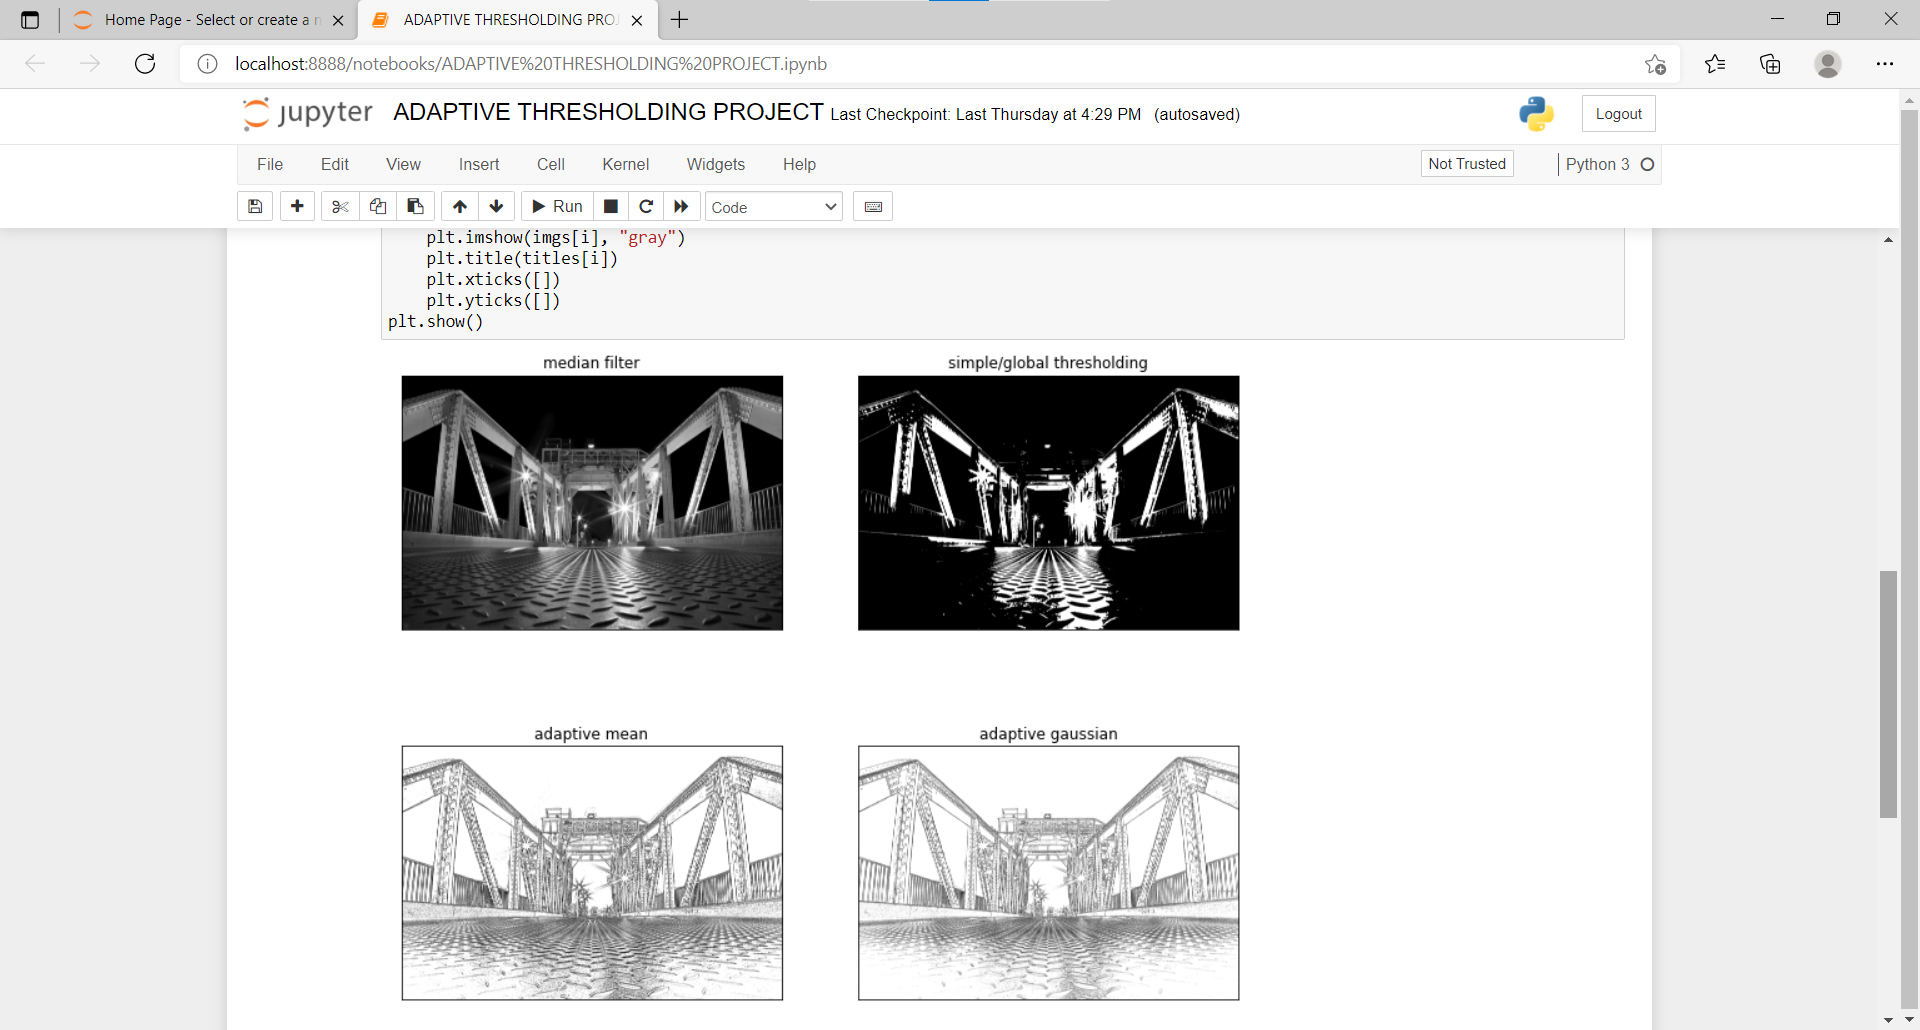 Home Page - Select or create a n
ADAPTIVE THRESHOLDING PROJ
localhost:8888/notebooks/ADAPTIVE%20THRESHOLDING%20PROJECT.ipynb
jupyter ADAPTIVE THRESHOLDING PROJECT Last Checkpoint: Last Thursday at 4:29 PM (autosaved)
Logout
File Edit View Insert Cell Kernel Widgets Help
Not Trusted
Python 3
Run
Code
plt.imshow(imgs[i], "gray")
plt.title(titles[i])
plt.xticks([])
plt.yticks([])
plt.show()
median filter
simple/global thresholding
adaptive mean
adaptive gaussian